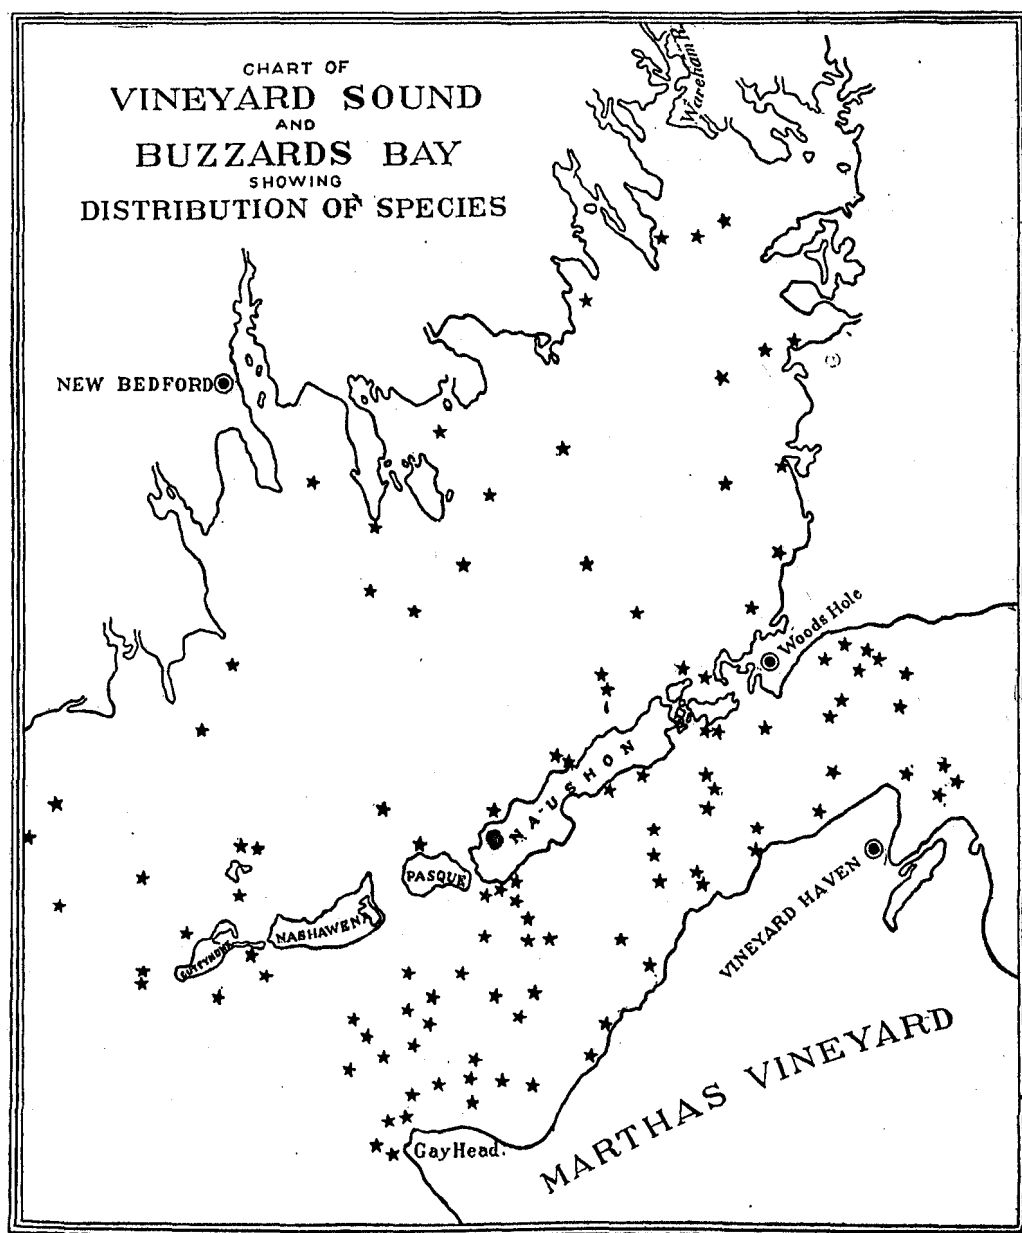 CHART OF
VINEYARD SOUND
AND
BUZZARDS BAY
SHOWING
DISTRIBUTION OF SPECIES
Wareham R.
NEW BEDFORD
Woods Hole
NAUSHON
PASQUE
NASHAWENA
CUTTYHUNK
VINEYARD HAVEN
MARTHAS VINEYARD
Gay Head.